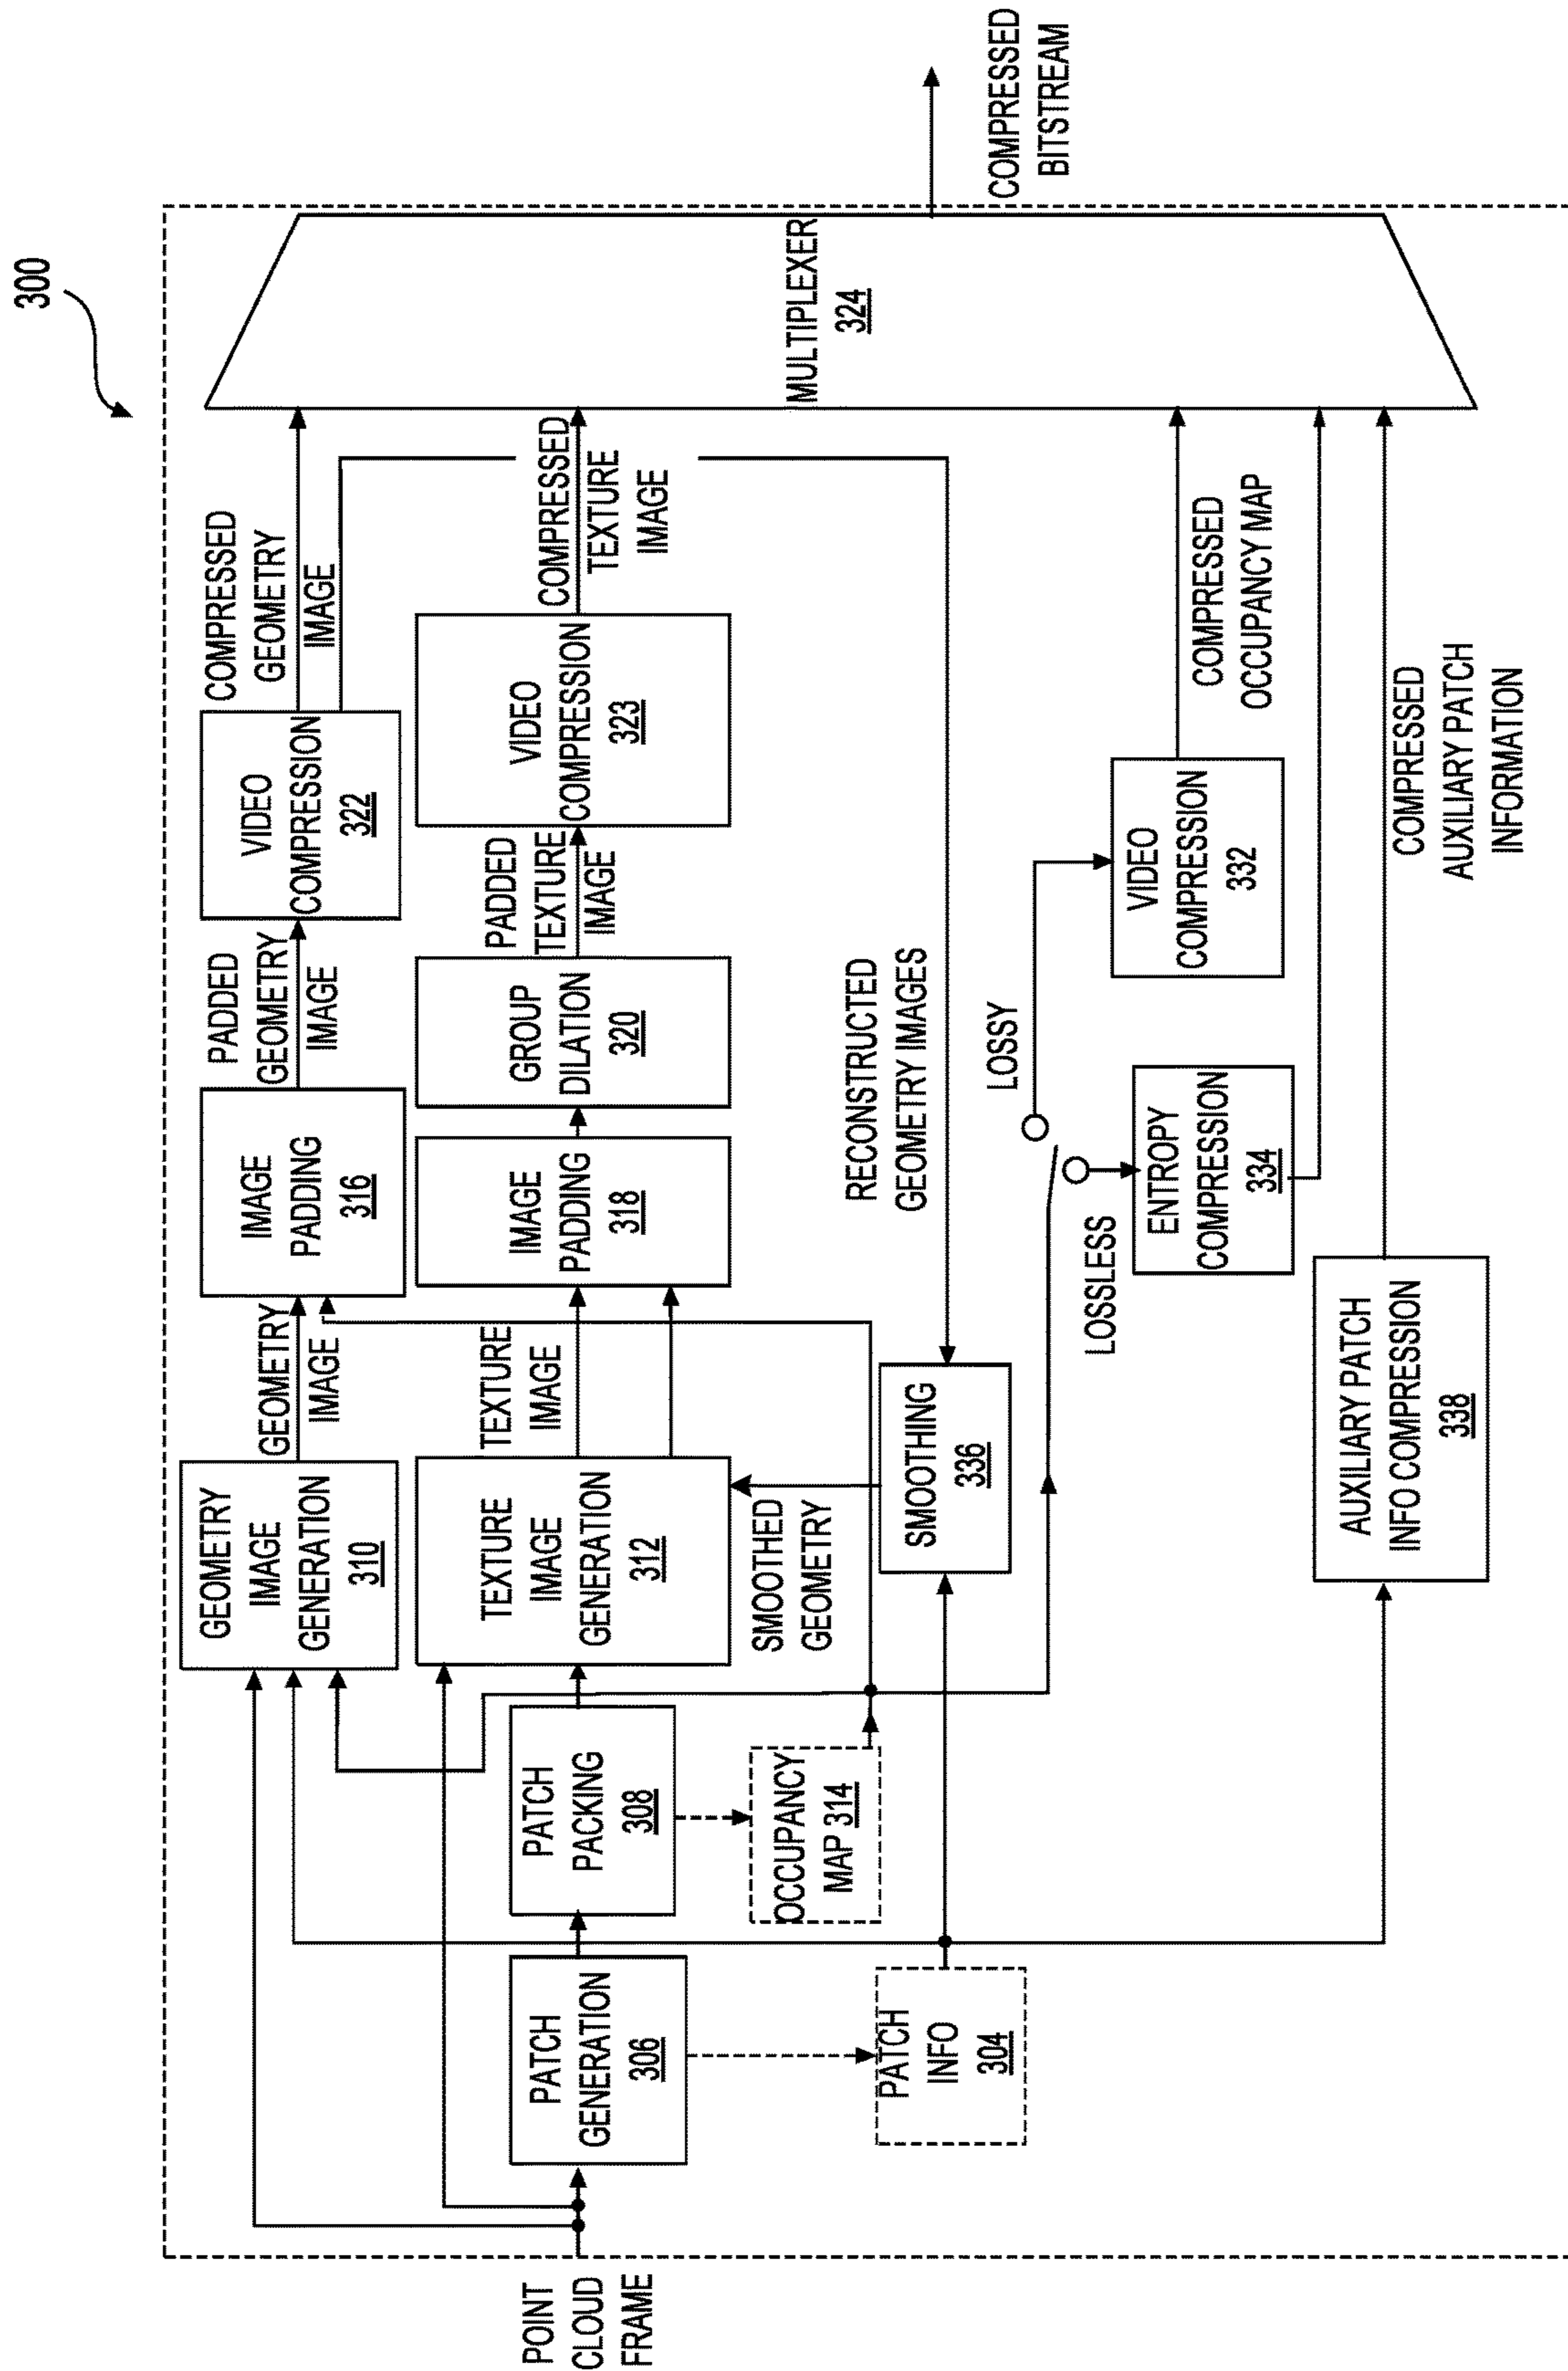 300
POINT
CLOUD
FRAME
PATCH
GENERATION
306
PATCH
INFO
304
PATCH
PACKING
308
OCCUPANCY
MAP 314
GEOMETRY
IMAGE
GENERATION
310
TEXTURE
IMAGE
GENERATION
312
SMOOTHED
GEOMETRY
SMOOTHING
336
GEOMETRY
IMAGE
TEXTURE
IMAGE
IMAGE
PADDING
316
IMAGE
PADDING
318
GROUP
DILATION
320
PADDED
GEOMETRY
IMAGE
PADDED
TEXTURE
IMAGE
VIDEO
COMPRESSION
322
VIDEO
COMPRESSION
323
COMPRESSED
GEOMETRY
IMAGE
COMPRESSED
TEXTURE
IMAGE
RECONSTRUCTED
GEOMETRY IMAGES
LOSSY
LOSSLESS
VIDEO
COMPRESSION
332
ENTROPY
COMPRESSION
334
AUXILIARY PATCH
INFO COMPRESSION
338
COMPRESSED
OCCUPANCY MAP
COMPRESSED
AUXILIARY PATCH
INFORMATION
MULTIPLEXER
324
COMPRESSED
BITSTREAM